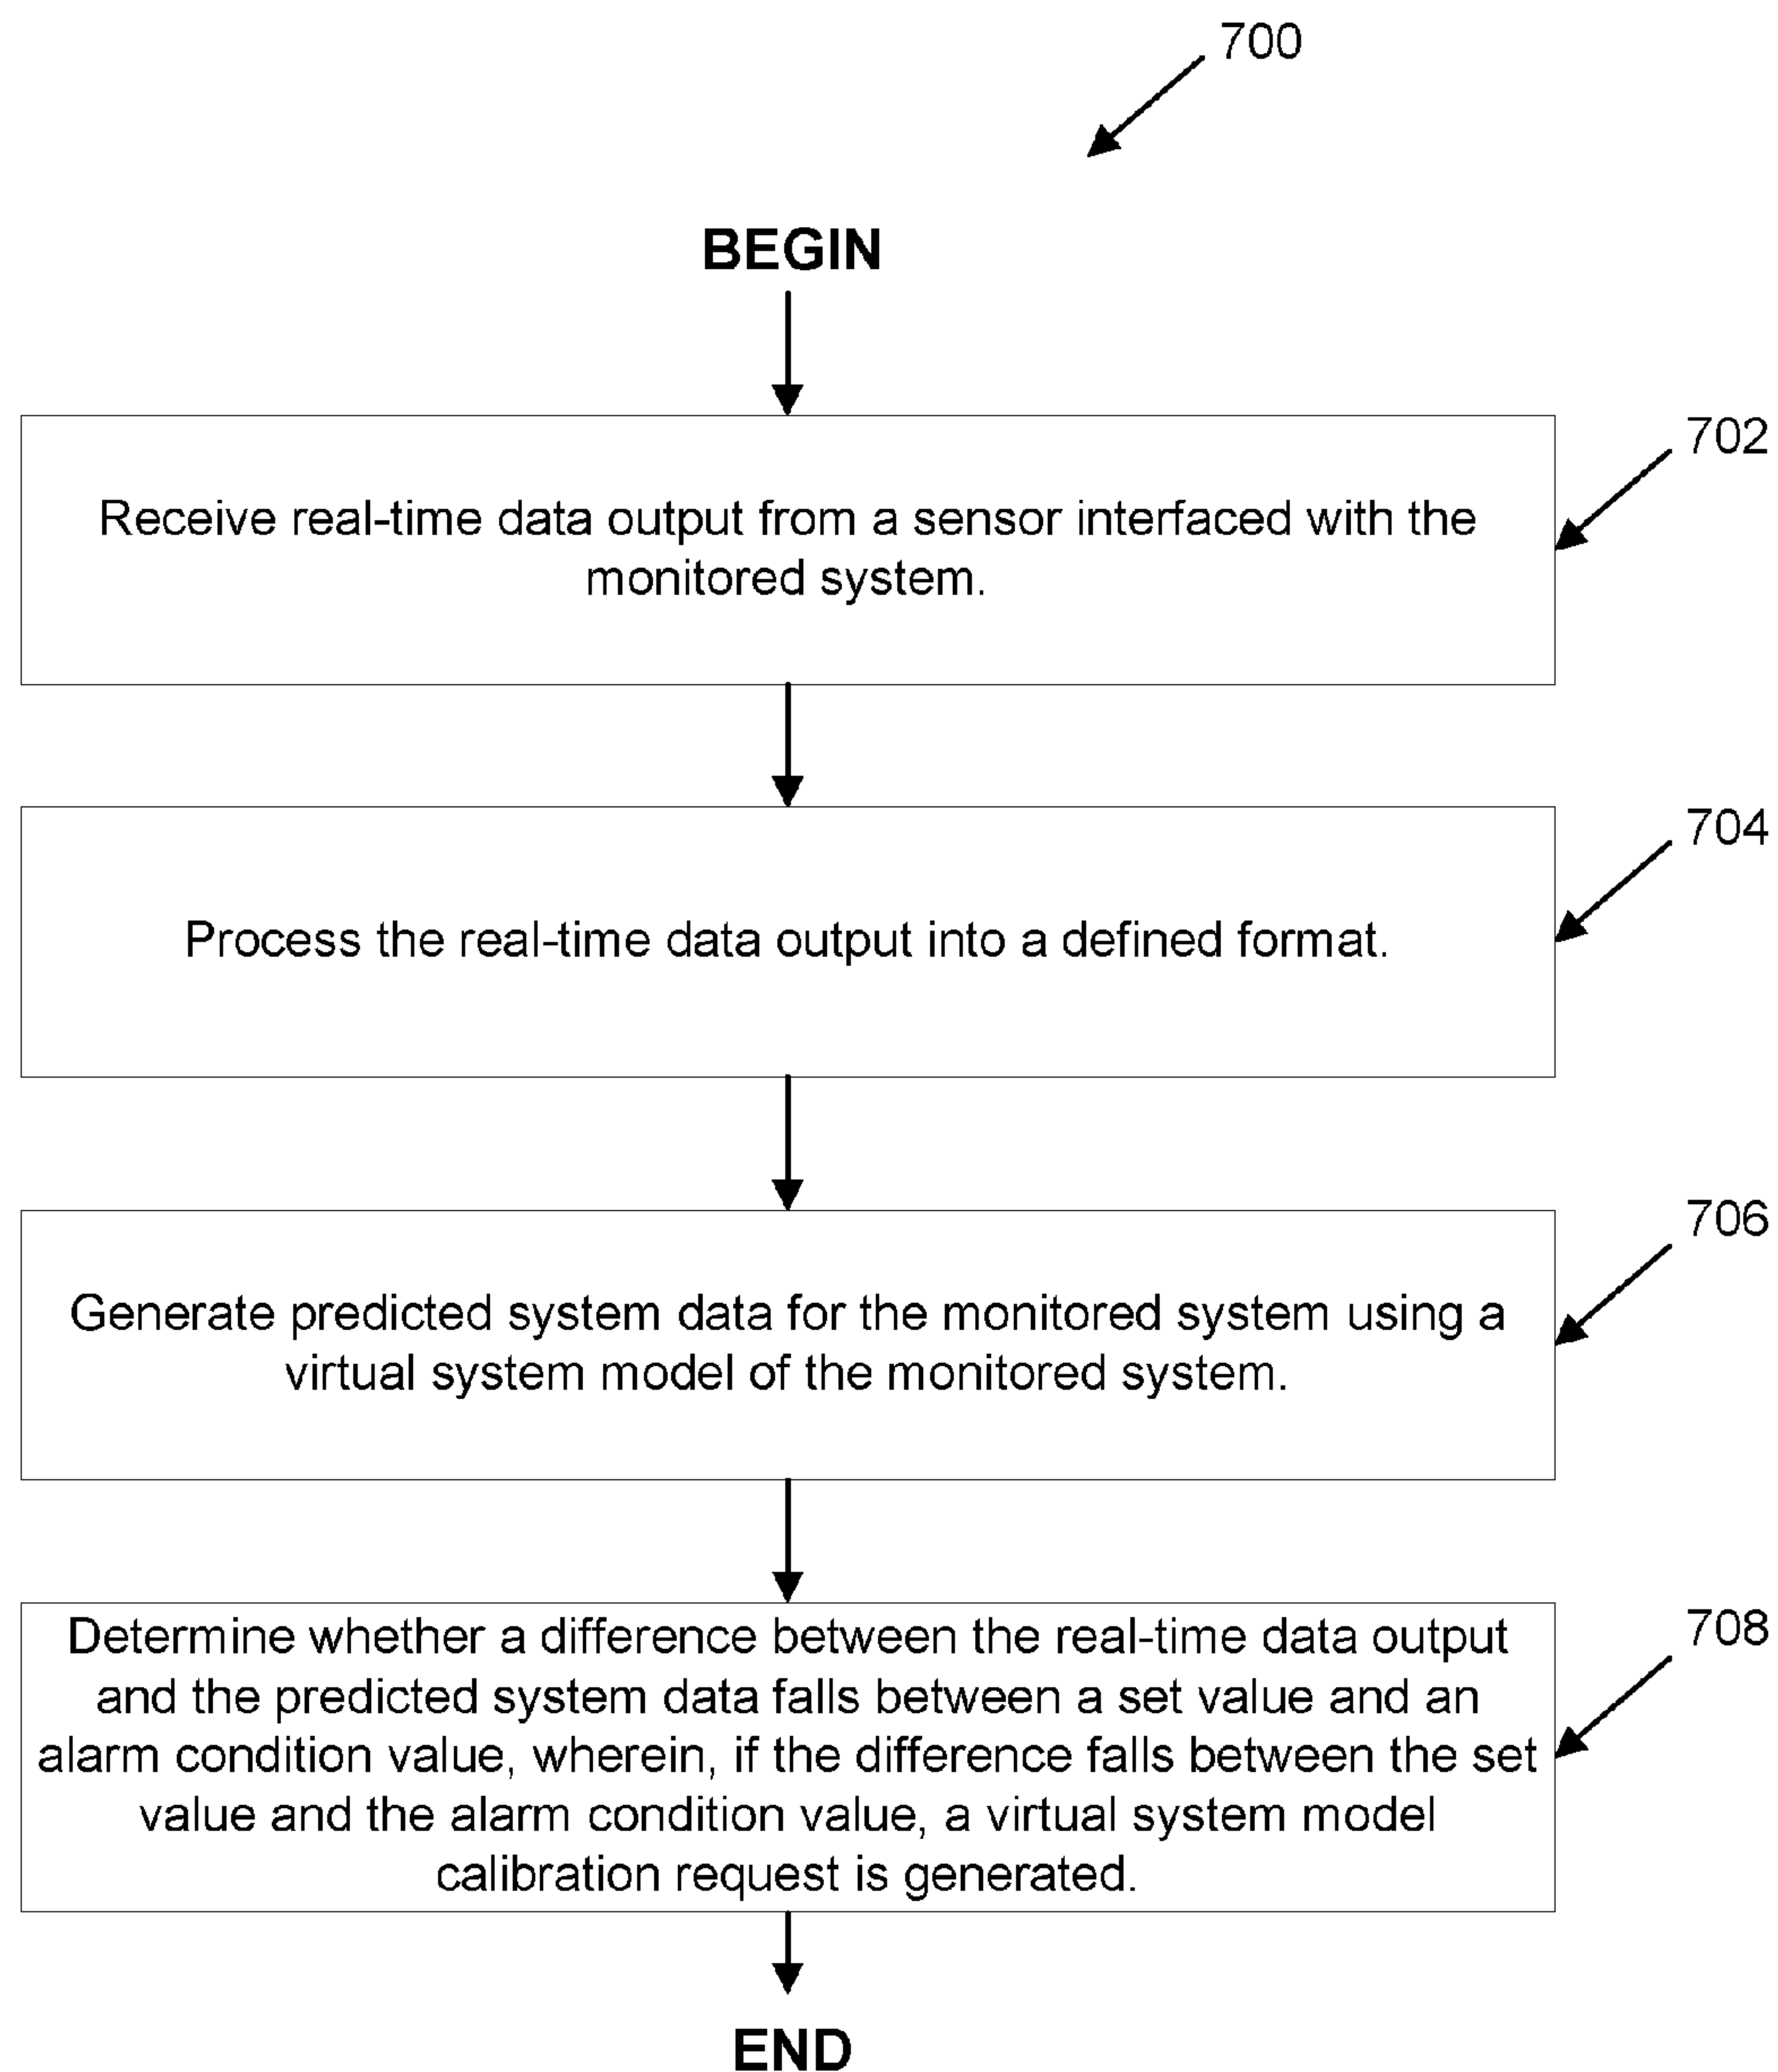 700
BEGIN
702
Receive real-time data output from a sensor interfaced with the
monitored system.
704
Process the real-time data output into a defined format.
706
Generate predicted system data for the monitored system using a
virtual system model of the monitored system.
708
Determine whether a difference between the real-time data output
and the predicted system data falls between a set value and an
alarm condition value, wherein, if the difference falls between the set
value and the alarm condition value, a virtual system model
calibration request is generated.
END